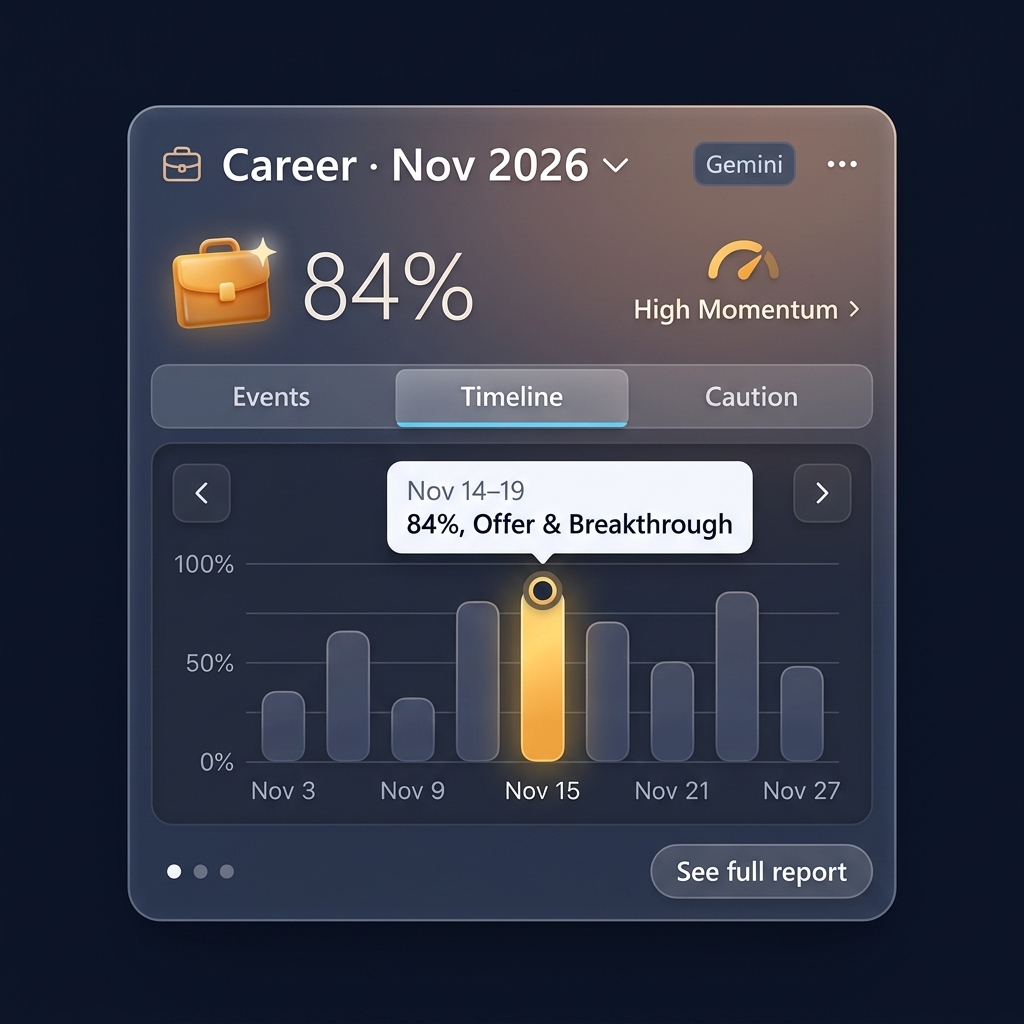 Career · Nov 2026
Gemini
84%
High Momentum
Events
Timeline
Caution
Nov 14–19
84%, Offer & Breakthrough
100%
50%
0%
Nov 3
Nov 9
Nov 15
Nov 21
Nov 27
See full report